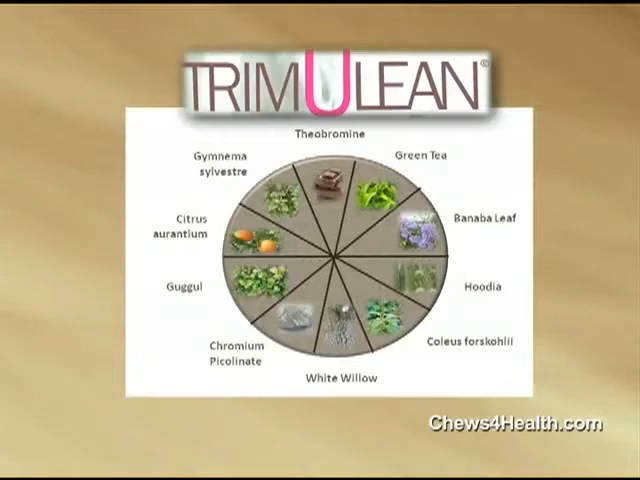 TRIMULEAN©
Theobromine
Green Tea
Gymnema
sylvestre
Banaba Leaf
Citrus
aurantium
Guggul
Hoodia
Coleus forskohlii
Chromium
Picolinate
White Willow
Chews4Health.com